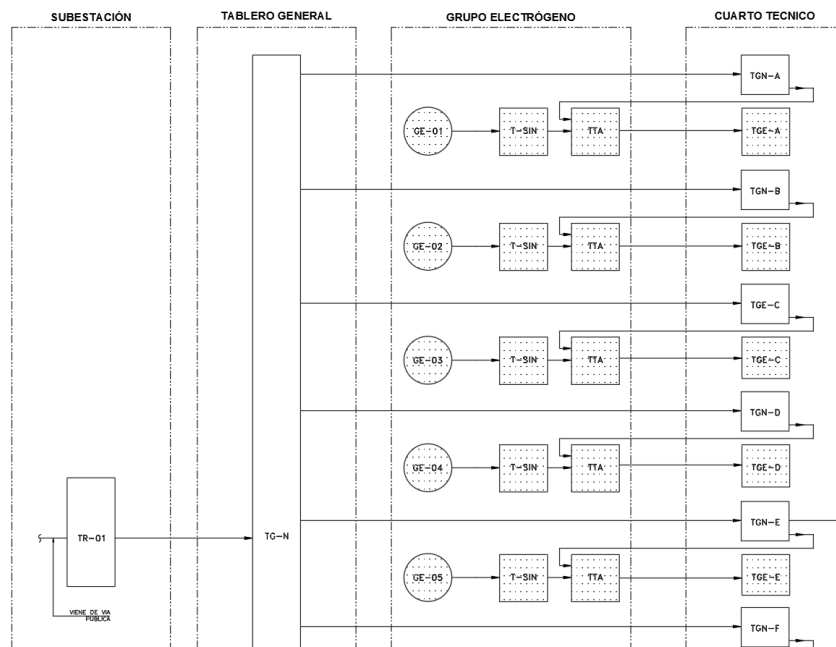 SUBESTACIÓN
TABLERO GENERAL
GRUPO ELECTRÓGENO
CUARTO TECNICO
TGN-A
GE-01
T-SIN
TTA
TGE-A
TGN-B
GE-02
T-SIN
TTA
TGE-B
TGE-C
GE-03
T-SIN
TTA
TGE-C
TGN-D
GE-04
T-SIN
TTA
TGE-D
TR-01
TG-N
TGN-E
GE-05
T-SIN
TTA
TGE-E
VIENE DE VIA
PUBLICA
TGN-F